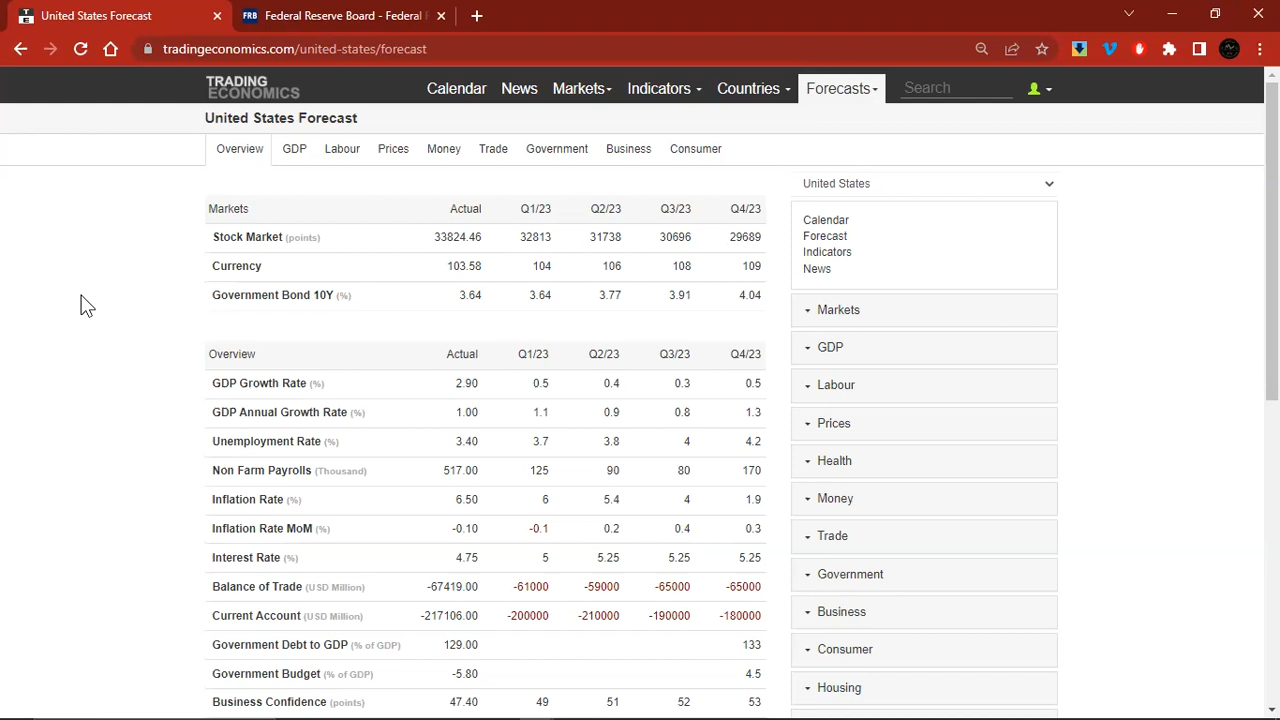 United States Forecast
FRB Federal Reserve Board - Federal
tradingeconomics.com/united-states/forecast
TRADING ECONOMICS
Calendar News Markets Indicators Countries Forecasts Search
United States Forecast
Overview GDP Labour Prices Money Trade Government Business Consumer
United States
Markets Actual Q1/23 Q2/23 Q3/23 Q4/23
Stock Market (points) 33824.46 32813 31738 30696 29689
Currency 103.58 104 106 108 109
Government Bond 10Y (%) 3.64 3.64 3.77 3.91 4.04
Overview Actual Q1/23 Q2/23 Q3/23 Q4/23
GDP Growth Rate (%) 2.90 0.5 0.4 0.3 0.5
GDP Annual Growth Rate (%) 1.00 1.1 0.9 0.8 1.3
Unemployment Rate (%) 3.40 3.7 3.8 4 4.2
Non Farm Payrolls (Thousand) 517.00 125 90 80 170
Inflation Rate (%) 6.50 6 5.4 4 1.9
Inflation Rate MoM (%) -0.10 -0.1 0.2 0.4 0.3
Interest Rate (%) 4.75 5 5.25 5.25 5.25
Balance of Trade (USD Million) -67419.00 -61000 -59000 -65000 -65000
Current Account (USD Million) -217106.00 -200000 -210000 -190000 -180000
Government Debt to GDP (% of GDP) 129.00 133
Government Budget (% of GDP) -5.80 4.5
Business Confidence (points) 47.40 49 51 52 53
Calendar
Forecast
Indicators
News
Markets
GDP
Labour
Prices
Health
Money
Trade
Government
Business
Consumer
Housing